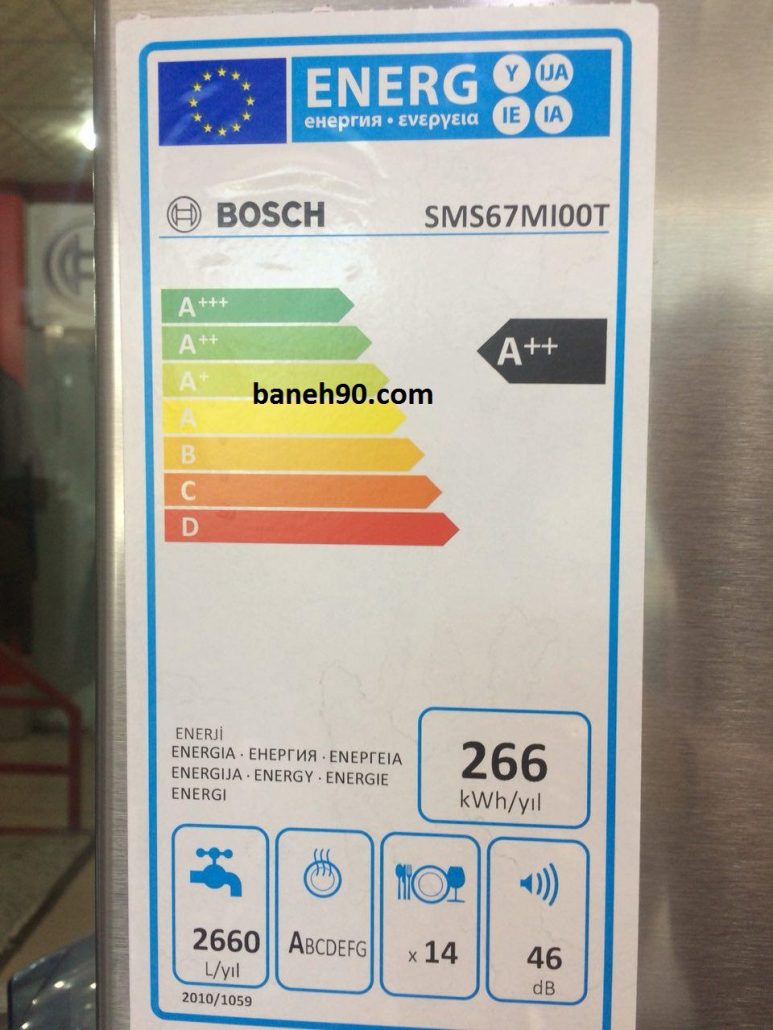 ENERG
енергия · ενεργεια
Y
IJA
IE
IA
BOSCH
SMS67MI00T
A+++
A++
A+
A
B
C
D
A++
baneh90.com
ENERJİ
ENERGIA · ЕНЕРГИЯ · ΕΝΕΡΓΕΙΑ
ENERGIJA · ENERGY · ENERGIE
ENERGI
266
kWh/yıl
2660
L/yıl
ABCDEFG
x 14
46
dB
2010/1059